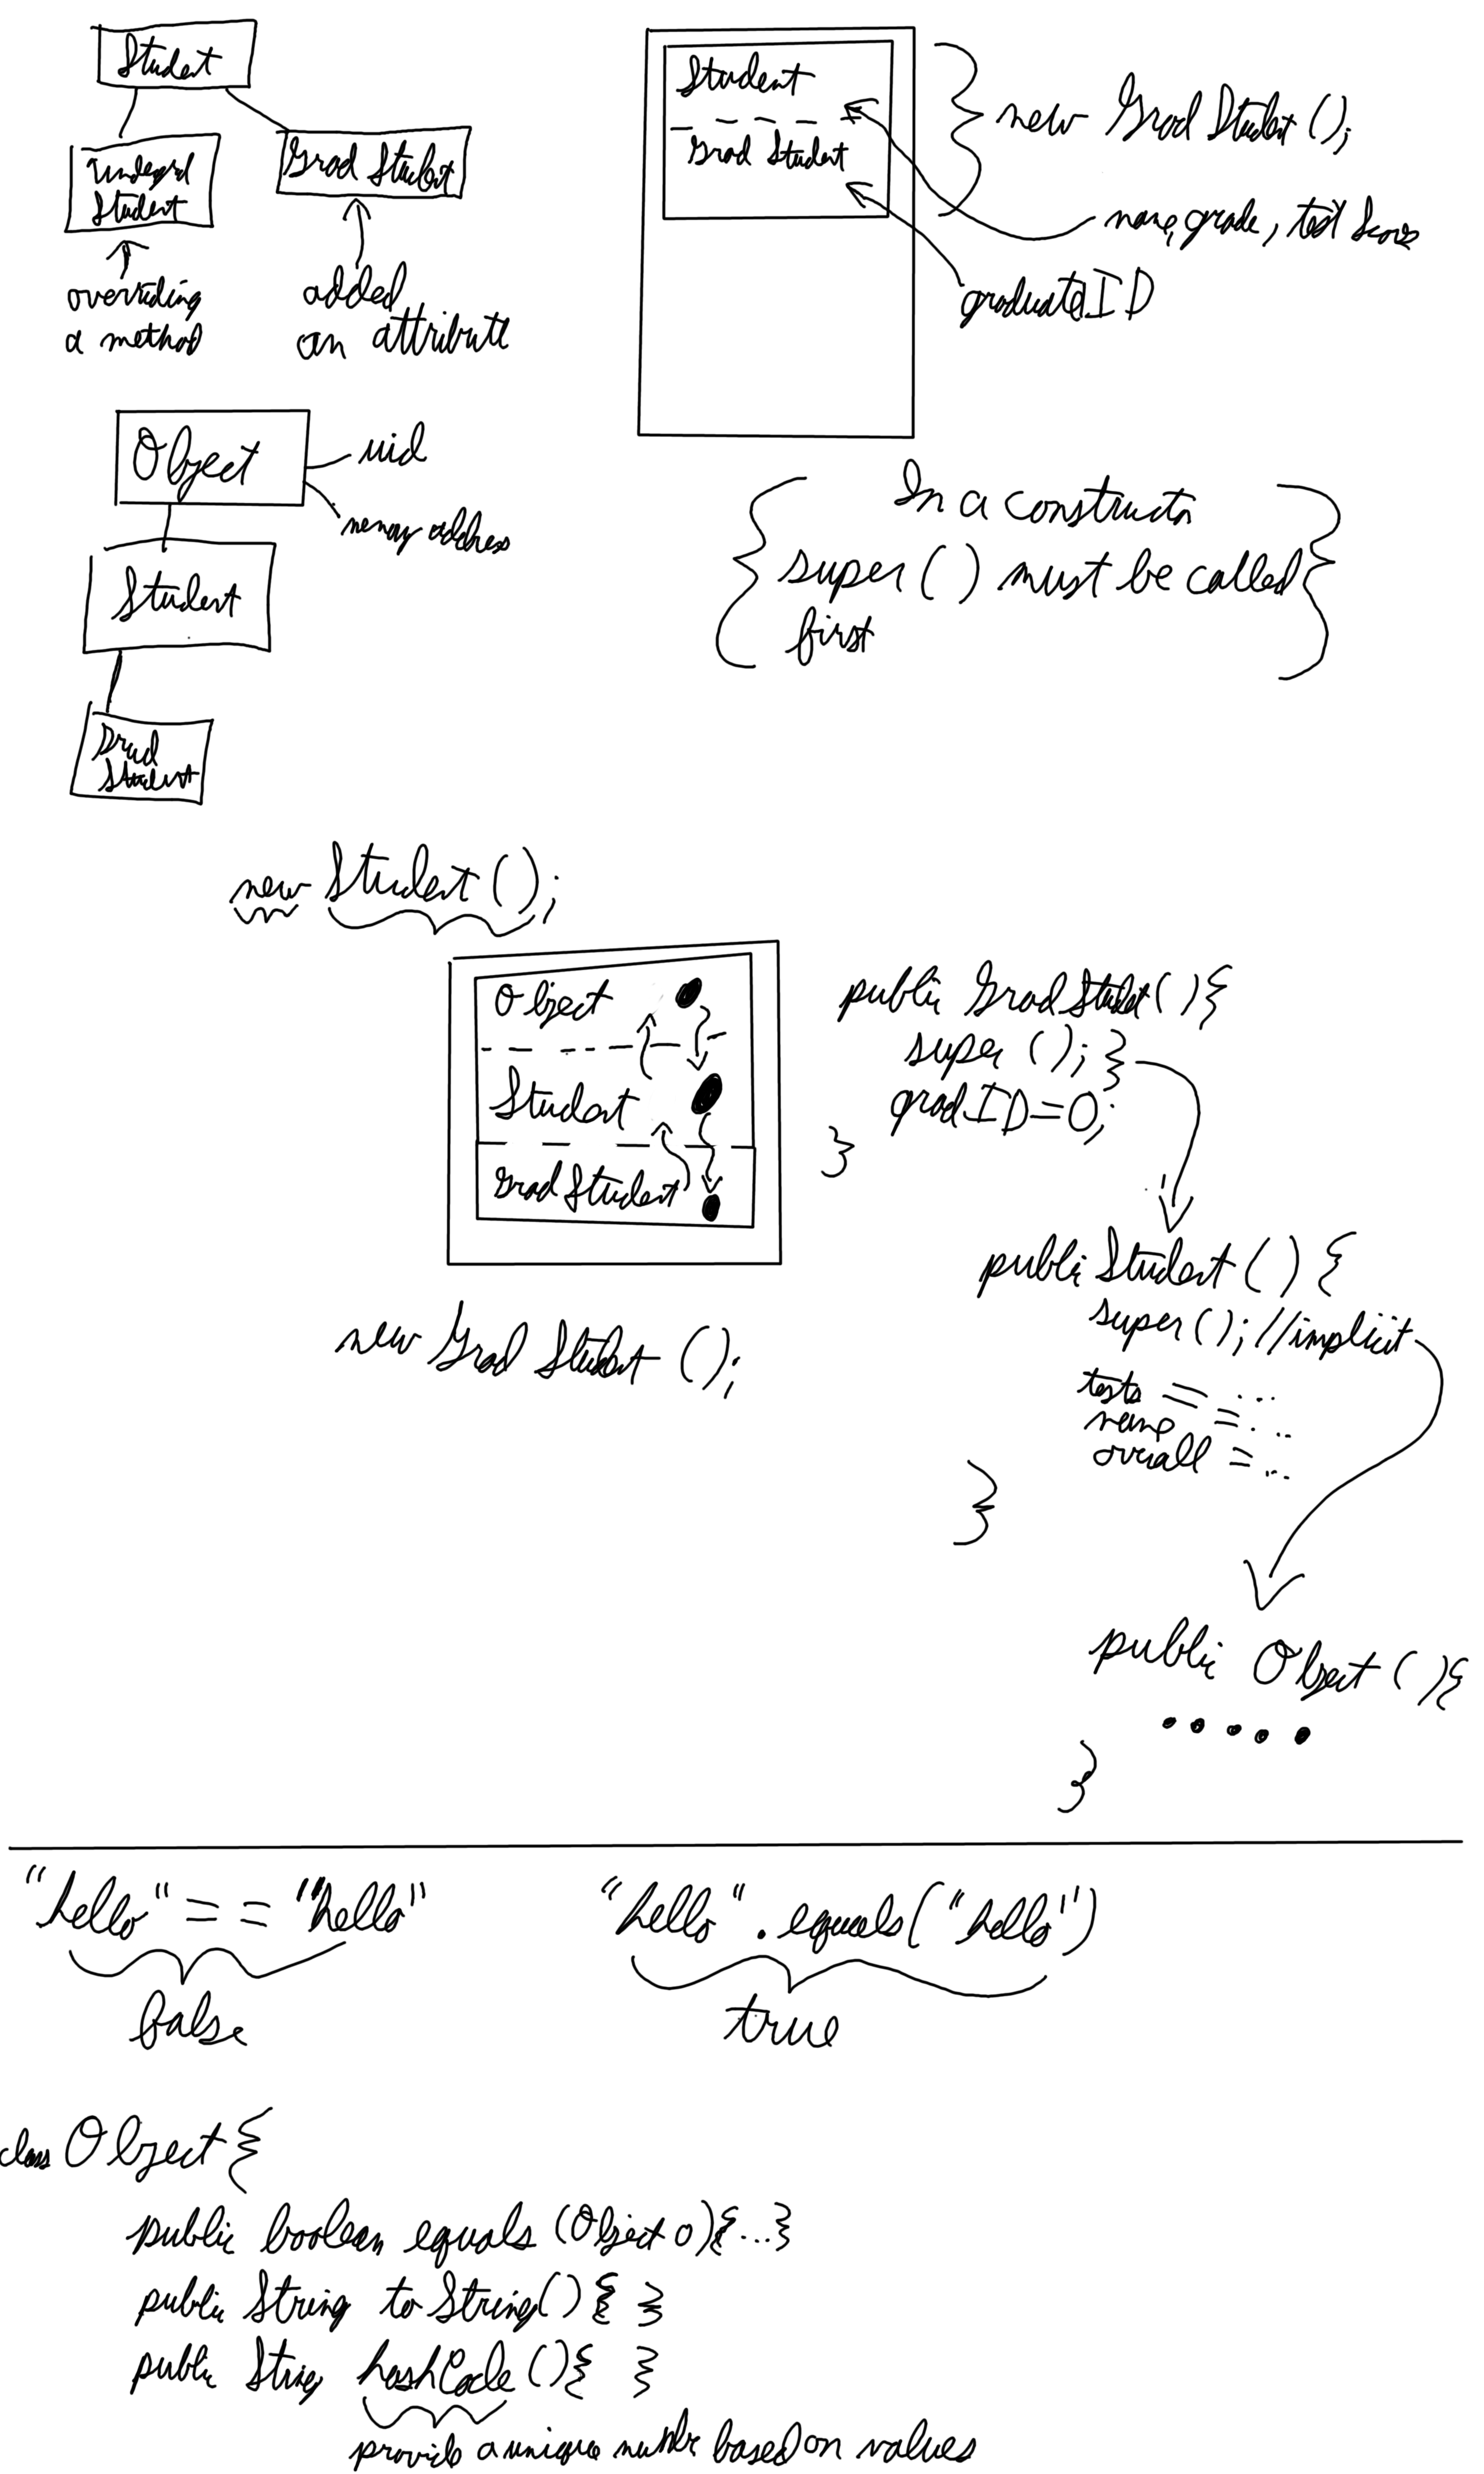 Student
Undergrd
Student
Grad Student
overriding
a method
added
an attribute
Student
Grad Student
new Grad Student();
name, grade, test scores
graduateID
Object
uid
memory address
Student
Grad
Student
In a constructor
super() must be called
first
new Student();
Object
Student
Grad Student
new Grad Student();
public GradStudent(){
super();}
gradID=0;
}
public Student() {
super(); //implicit
tests = ...
name = ...
overall = ...
}
public Object(){
.....
}
"hello" == "hello"
false
"hello".equals("hello")
true
class Object{
public boolean equals (Object o){...}
public String toString(){ }
public String hashCode(){ }
provide a unique number based on values